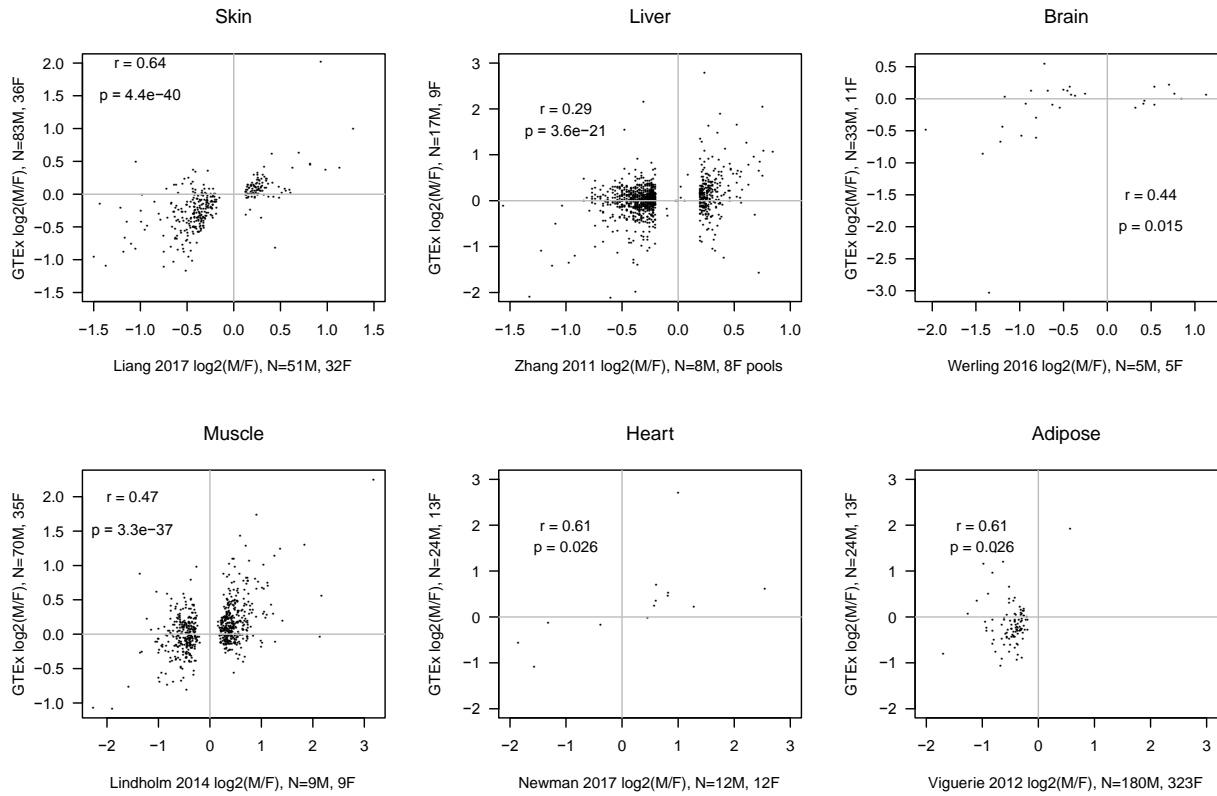 Skin
Liver
Brain
r = 0.64
p = 4.4e−40
GTEx log2(M/F), N=83M, 36F
2.0
1.5
1.0
0.5
0.0
−0.5
−1.0
−1.5
−1.5 −1.0 −0.5 0.0 0.5 1.0 1.5
Liang 2017 log2(M/F), N=51M, 32F
r = 0.29
p = 3.6e−21
GTEx log2(M/F), N=17M, 9F
3
2
1
0
−1
−2
−1.5 −1.0 −0.5 0.0 0.5 1.0
Zhang 2011 log2(M/F), N=8M, 8F pools
r = 0.44
p = 0.015
GTEx log2(M/F), N=33M, 11F
0.5
0.0
−0.5
−1.0
−1.5
−2.0
−2.5
−3.0
−2.0 −1.5 −1.0 −0.5 0.0 0.5 1.0
Werling 2016 log2(M/F), N=5M, 5F
Muscle
Heart
Adipose
r = 0.47
p = 3.3e−37
GTEx log2(M/F), N=70M, 35F
2.0
1.5
1.0
0.5
0.0
−0.5
−1.0
−2 −1 0 1 2 3
Lindholm 2014 log2(M/F), N=9M, 9F
r = 0.61
p = 0.026
GTEx log2(M/F), N=24M, 13F
3
2
1
0
−1
−2
−2 −1 0 1 2 3
Newman 2017 log2(M/F), N=12M, 12F
r = 0.61
p = 0.026
GTEx log2(M/F), N=24M, 13F
3
2
1
0
−1
−2
−2 −1 0 1 2 3
Viguerie 2012 log2(M/F), N=180M, 323F